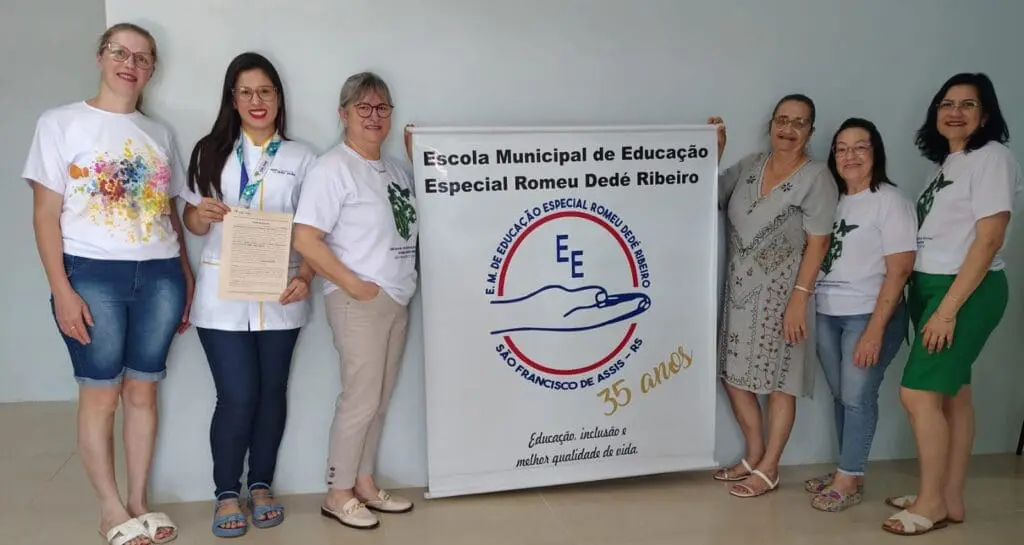 Escola Municipal de Educação
Especial Romeu Dedé Ribeiro
E.M. DE EDUCAÇÃO ESPECIAL ROMEU DEDÉ RIBEIRO
E
E
SÃO FRANCISCO DE ASSIS - RS
35 anos
Educação, inclusão e
melhor qualidade de vida